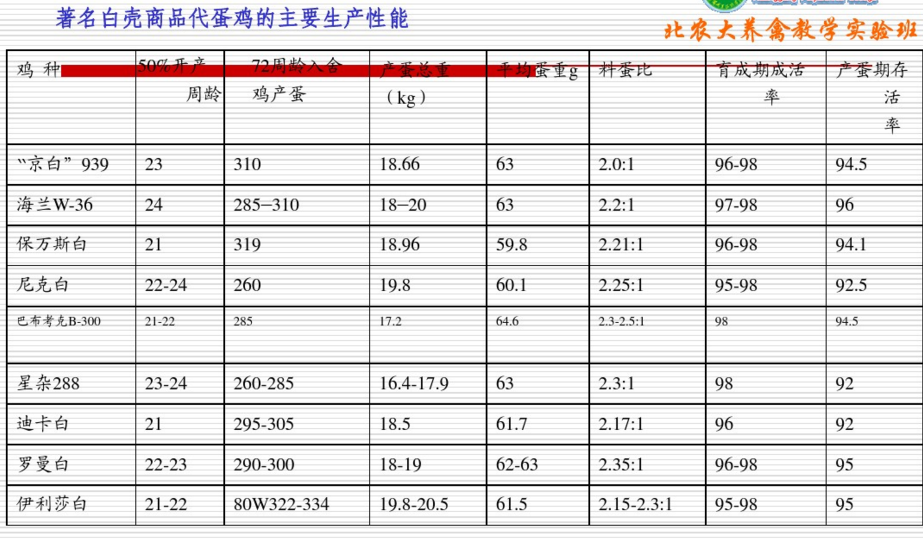 著名白壳商品代蛋鸡的主要生产性能
北农大养禽教学实验班
鸡 种 50%开产周龄 72周龄入舍鸡产蛋 产蛋总重（kg） 平均蛋重g 料蛋比 育成期成活率 产蛋期存活率
“京白”939 23 310 18.66 63 2.0:1 96-98 94.5
海兰W-36 24 285–310 18–20 63 2.2:1 97-98 96
保万斯白 21 319 18.96 59.8 2.21:1 96-98 94.1
尼克白 22-24 260 19.8 60.1 2.25:1 95-98 92.5
巴布考克B-300 21-22 285 17.2 64.6 2.3-2.5:1 98 94.5
星杂288 23-24 260-285 16.4-17.9 63 2.3:1 98 92
迪卡白 21 295-305 18.5 61.7 2.17:1 96 92
罗曼白 22-23 290-300 18-19 62-63 2.35:1 96-98 95
伊利莎白 21-22 80W322-334 19.8-20.5 61.5 2.15-2.3:1 95-98 95